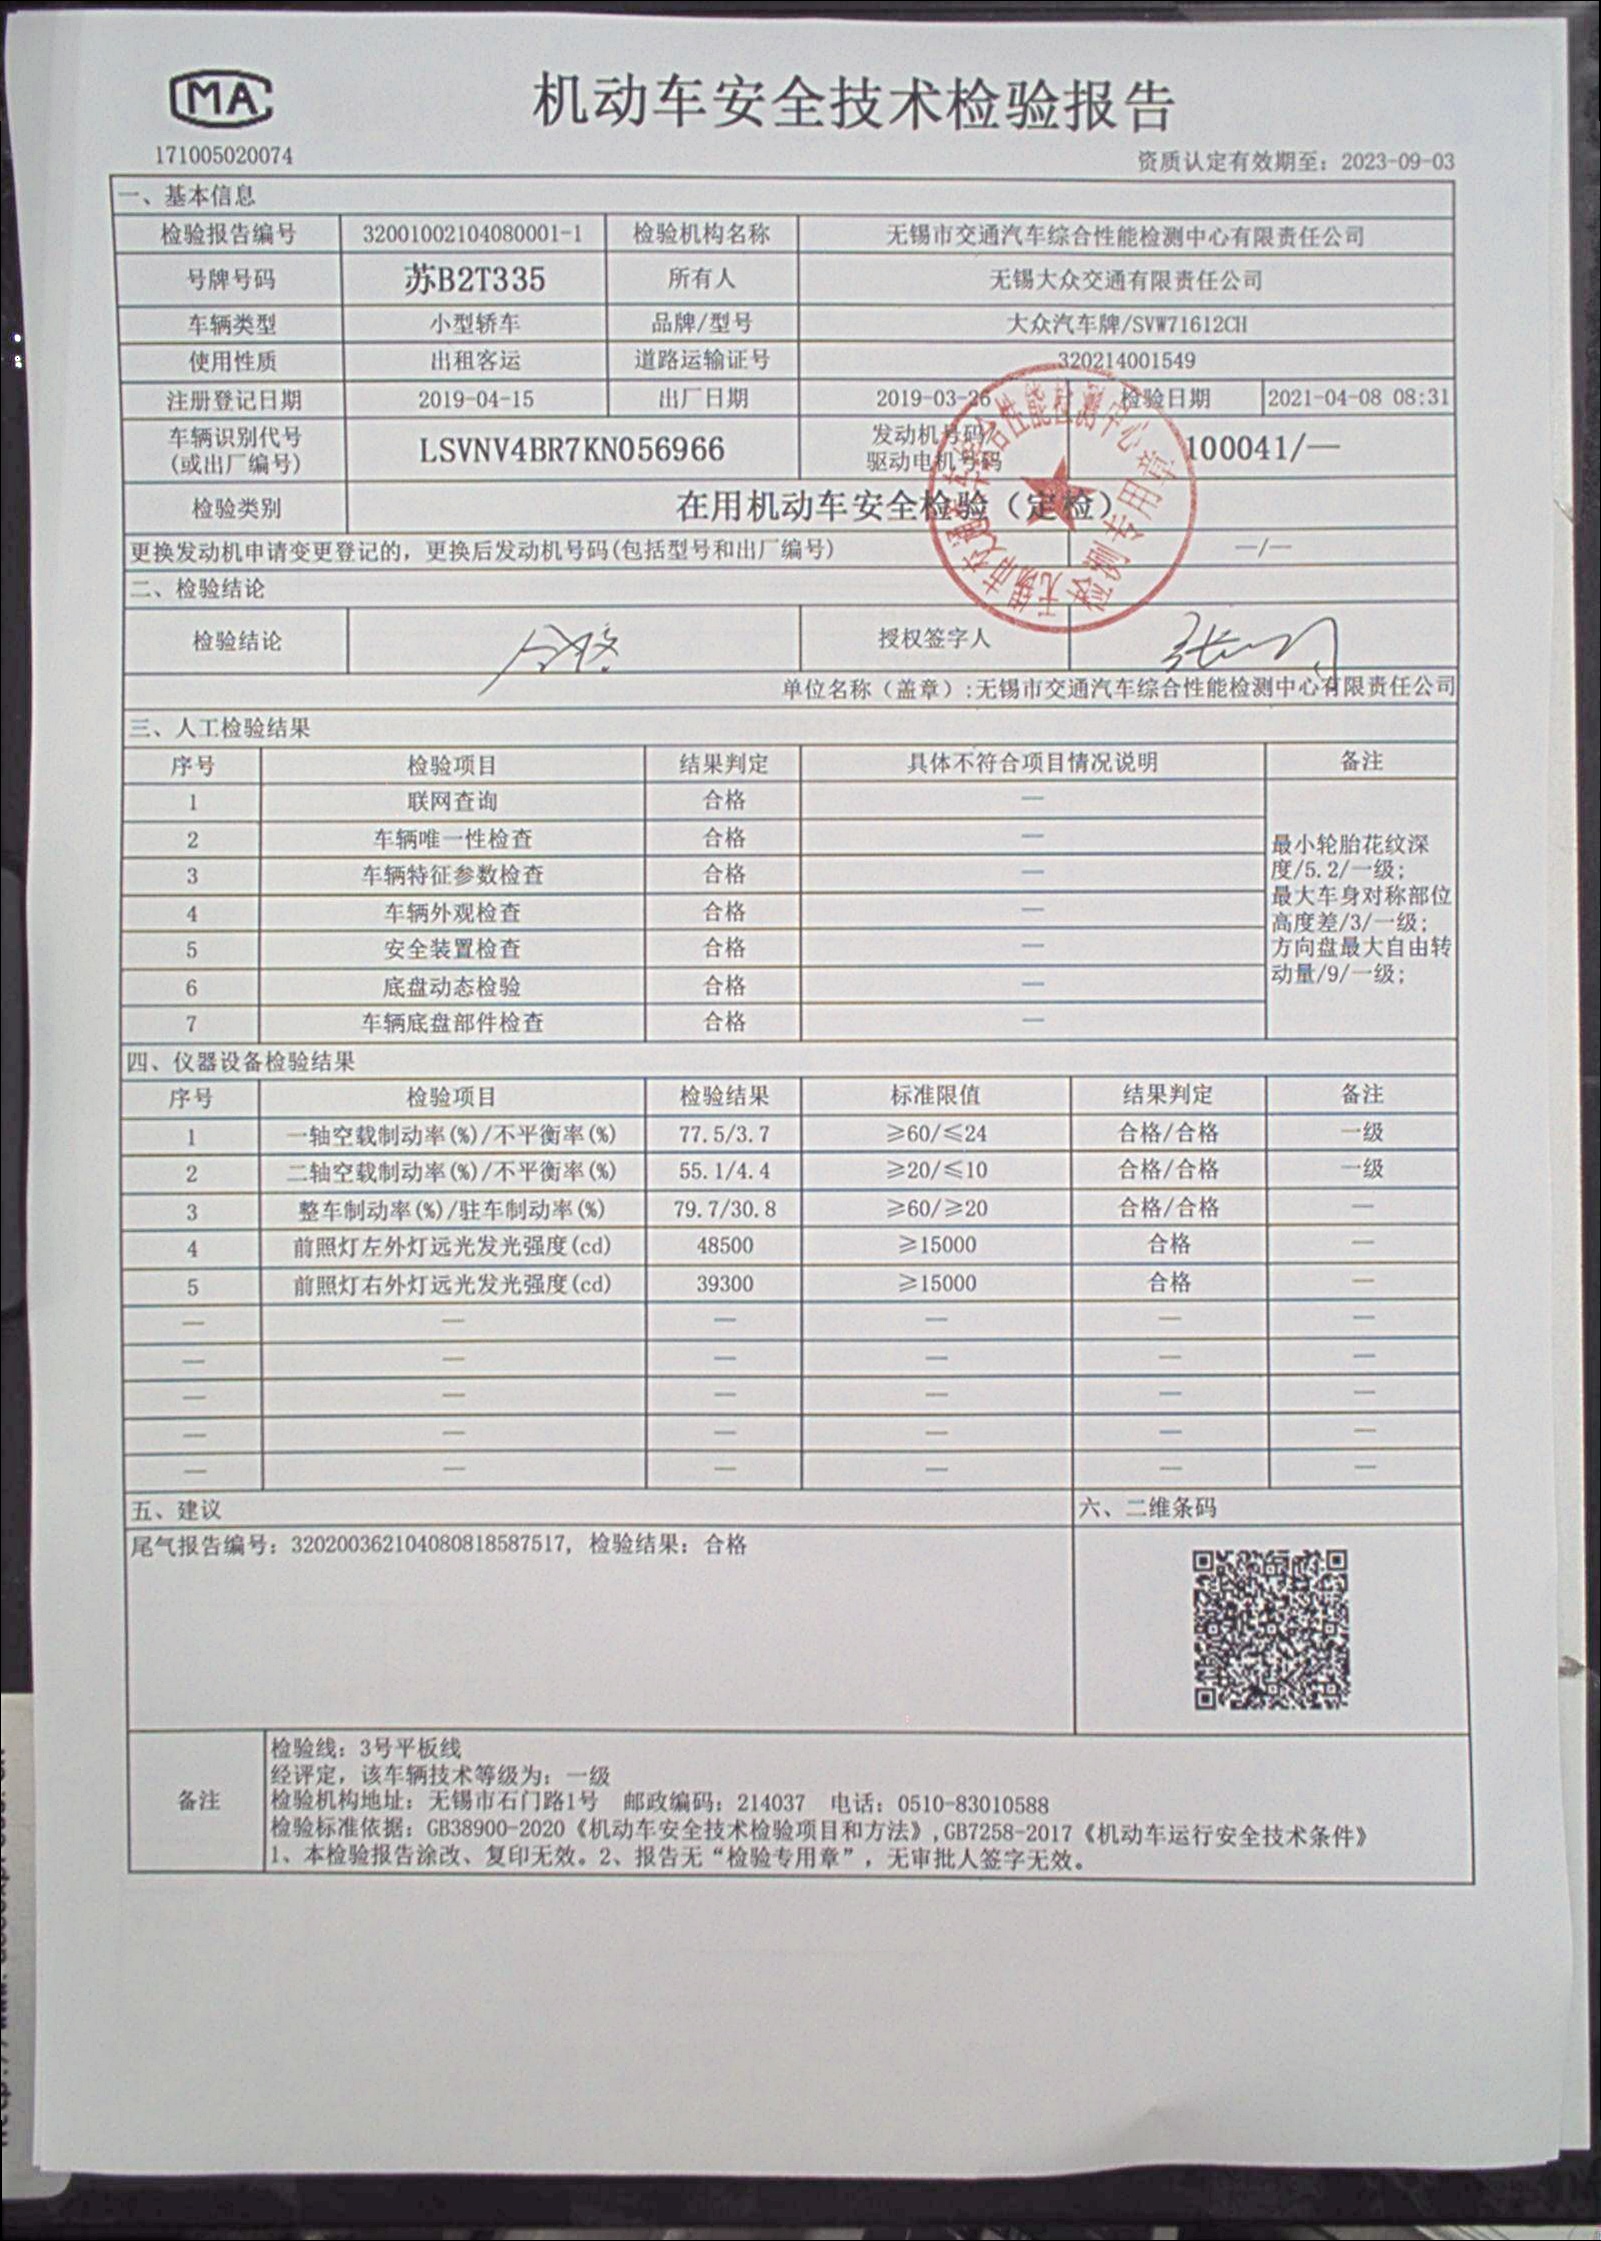 MA
171005020074
机动车安全技术检验报告
资质认定有效期至：2023-09-03
一、基本信息
检验报告编号 32001002104080001-1 检验机构名称 无锡市交通汽车综合性能检测中心有限责任公司
号牌号码 苏B2T335 所有人 无锡大众交通有限责任公司
车辆类型 小型轿车 品牌/型号 大众汽车牌/SVW71612CH
使用性质 出租客运 道路运输证号 320214001549
注册登记日期 2019-04-15 出厂日期 2019-03-26 检验日期 2021-04-08 08:31
车辆识别代号
(或出厂编号) LSVNV4BR7KN056966 发动机号码/
驱动电机号码 100041/—
检验类别 在用机动车安全检验（定检）
更换发动机申请变更登记的，更换后发动机号码(包括型号和出厂编号) —/—
二、检验结论
检验结论 合格 授权签字人
单位名称（盖章）:无锡市交通汽车综合性能检测中心有限责任公司
三、人工检验结果
序号 检验项目 结果判定 具体不符合项目情况说明 备注
1 联网查询 合格 —
2 车辆唯一性检查 合格 —
3 车辆特征参数检查 合格 —
4 车辆外观检查 合格 —
5 安全装置检查 合格 —
6 底盘动态检验 合格 —
7 车辆底盘部件检查 合格 —
最小轮胎花纹深
度/5.2/一级;
最大车身对称部位
高度差/3/一级;
方向盘最大自由转
动量/9/一级;
四、仪器设备检验结果
序号 检验项目 检验结果 标准限值 结果判定 备注
1 一轴空载制动率(%)/不平衡率(%) 77.5/3.7 ≥60/≤24 合格/合格 一级
2 二轴空载制动率(%)/不平衡率(%) 55.1/4.4 ≥20/≤10 合格/合格 一级
3 整车制动率(%)/驻车制动率(%) 79.7/30.8 ≥60/≥20 合格/合格 —
4 前照灯左外灯远光发光强度(cd) 48500 ≥15000 合格 —
5 前照灯右外灯远光发光强度(cd) 39300 ≥15000 合格 —
— — — — — —
— — — — — —
— — — — — —
— — — — — —
— — — — — —
五、建议 六、二维条码
尾气报告编号：320200362104080818587517，检验结果：合格
备注
检验线：3号平板线
经评定，该车辆技术等级为：一级
检验机构地址：无锡市石门路1号 邮政编码：214037 电话：0510-83010588
检验标准依据：GB38900-2020《机动车安全技术检验项目和方法》,GB7258-2017《机动车运行安全技术条件》
1、本检验报告涂改、复印无效。2、报告无“检验专用章”，无审批人签字无效。